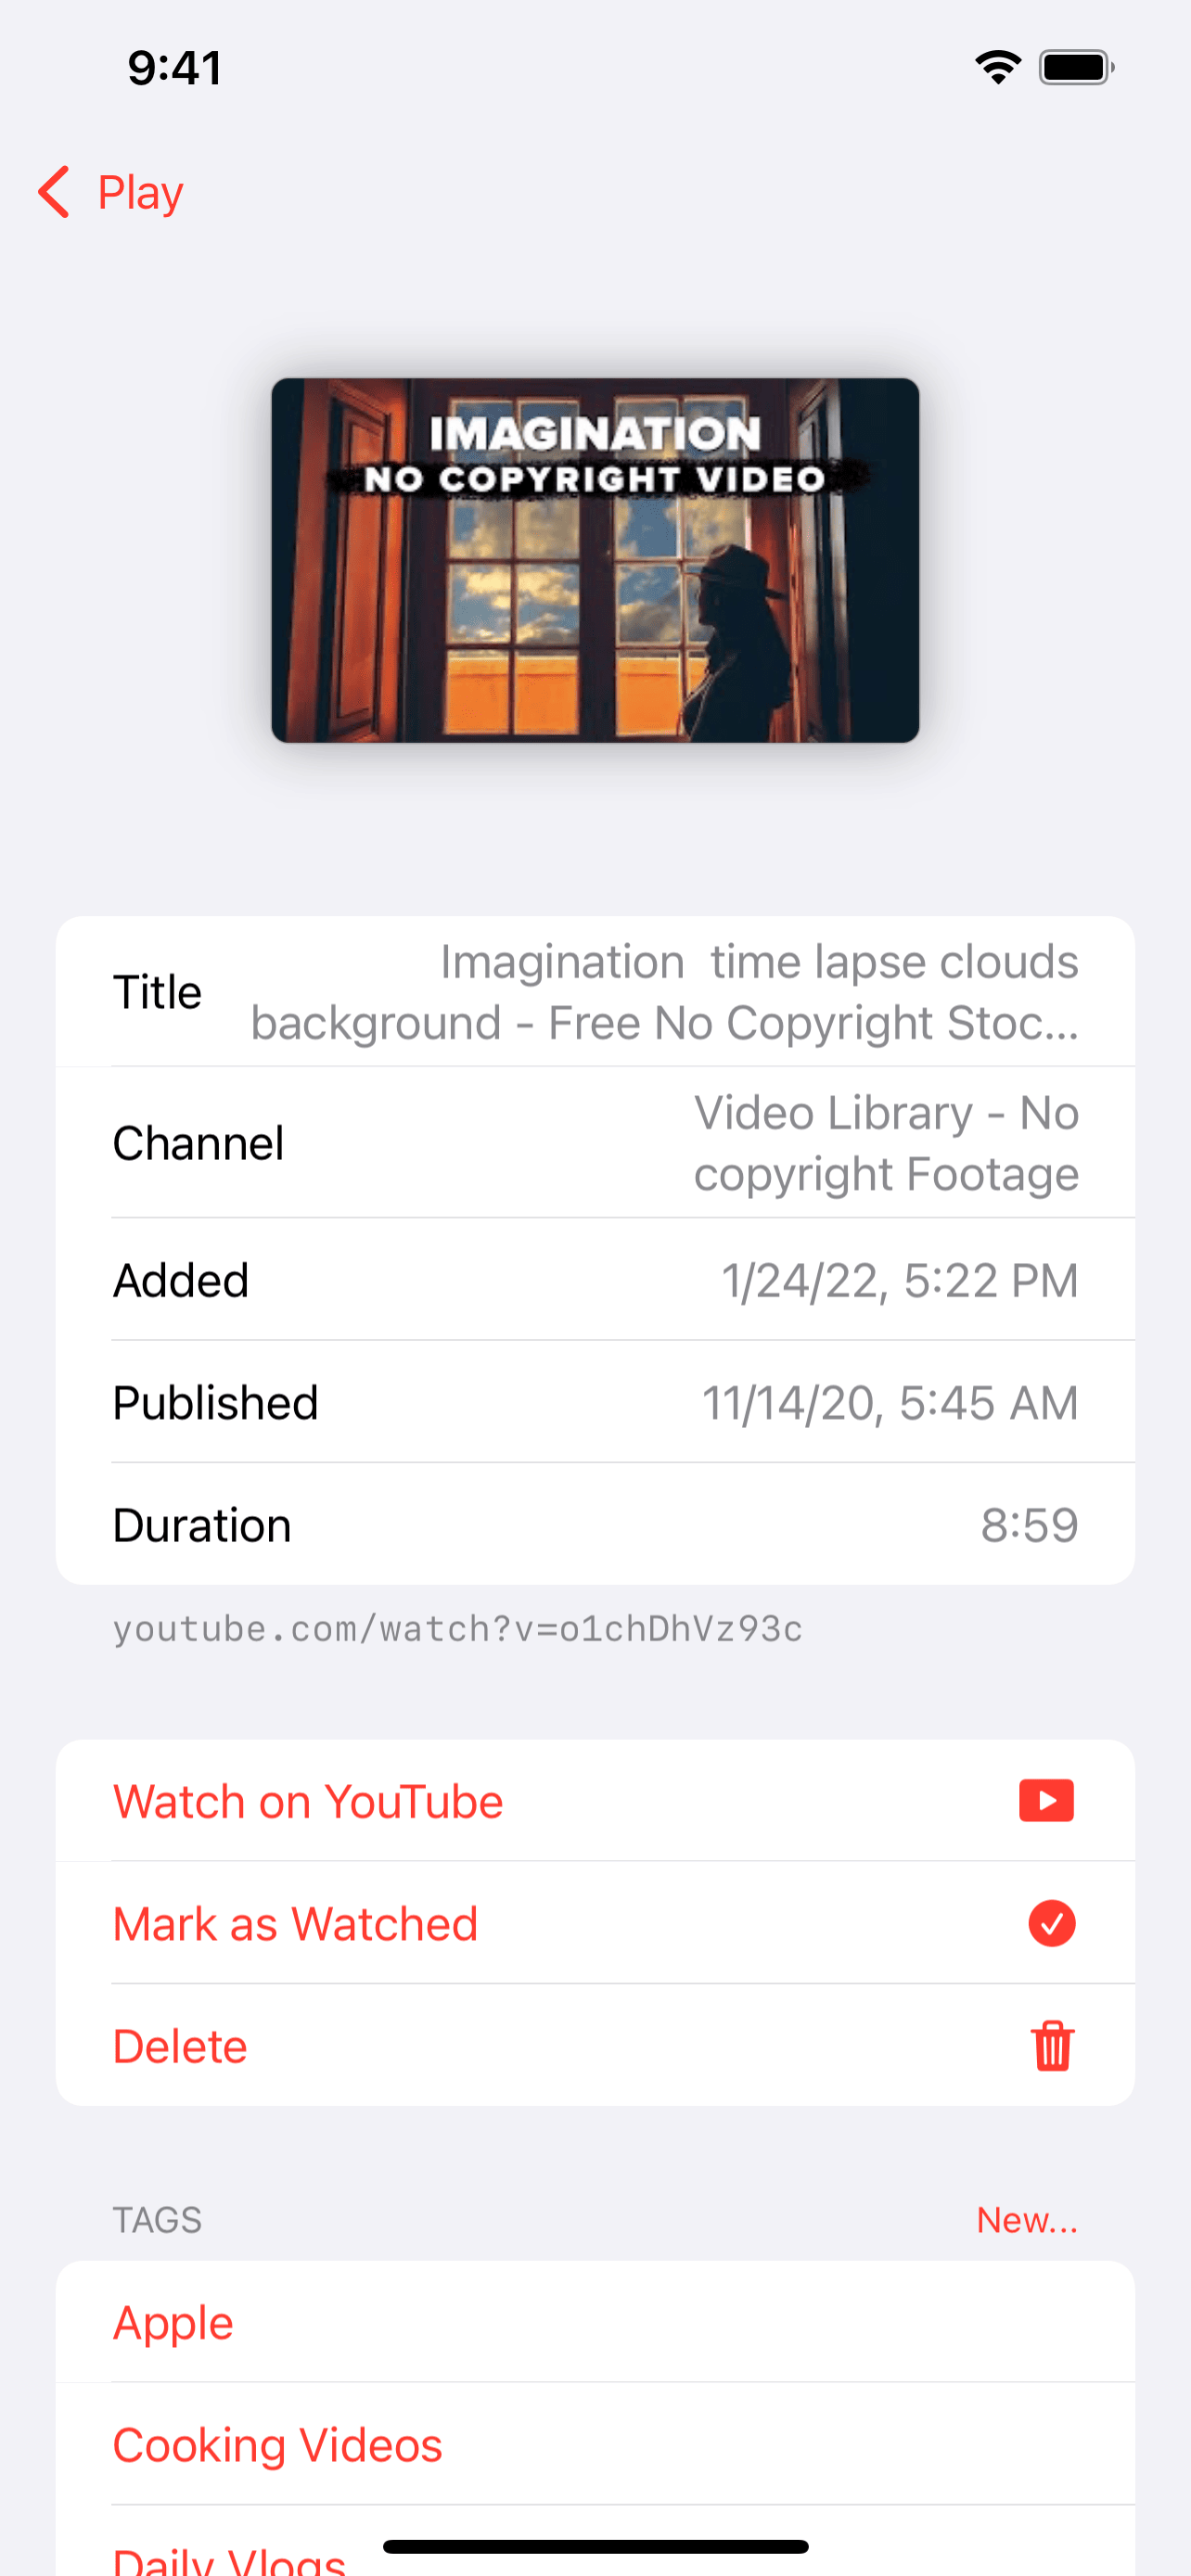 9:41
Play
IMAGINATION
NO COPYRIGHT VIDEO
Title
Imagination  time lapse clouds
background - Free No Copyright Stoc...
Channel
Video Library - No
copyright Footage
Added
1/24/22, 5:22 PM
Published
11/14/20, 5:45 AM
Duration
8:59
youtube.com/watch?v=o1chDhVz93c
Watch on YouTube
Mark as Watched
Delete
TAGS
New...
Apple
Cooking Videos
Daily Vlogs